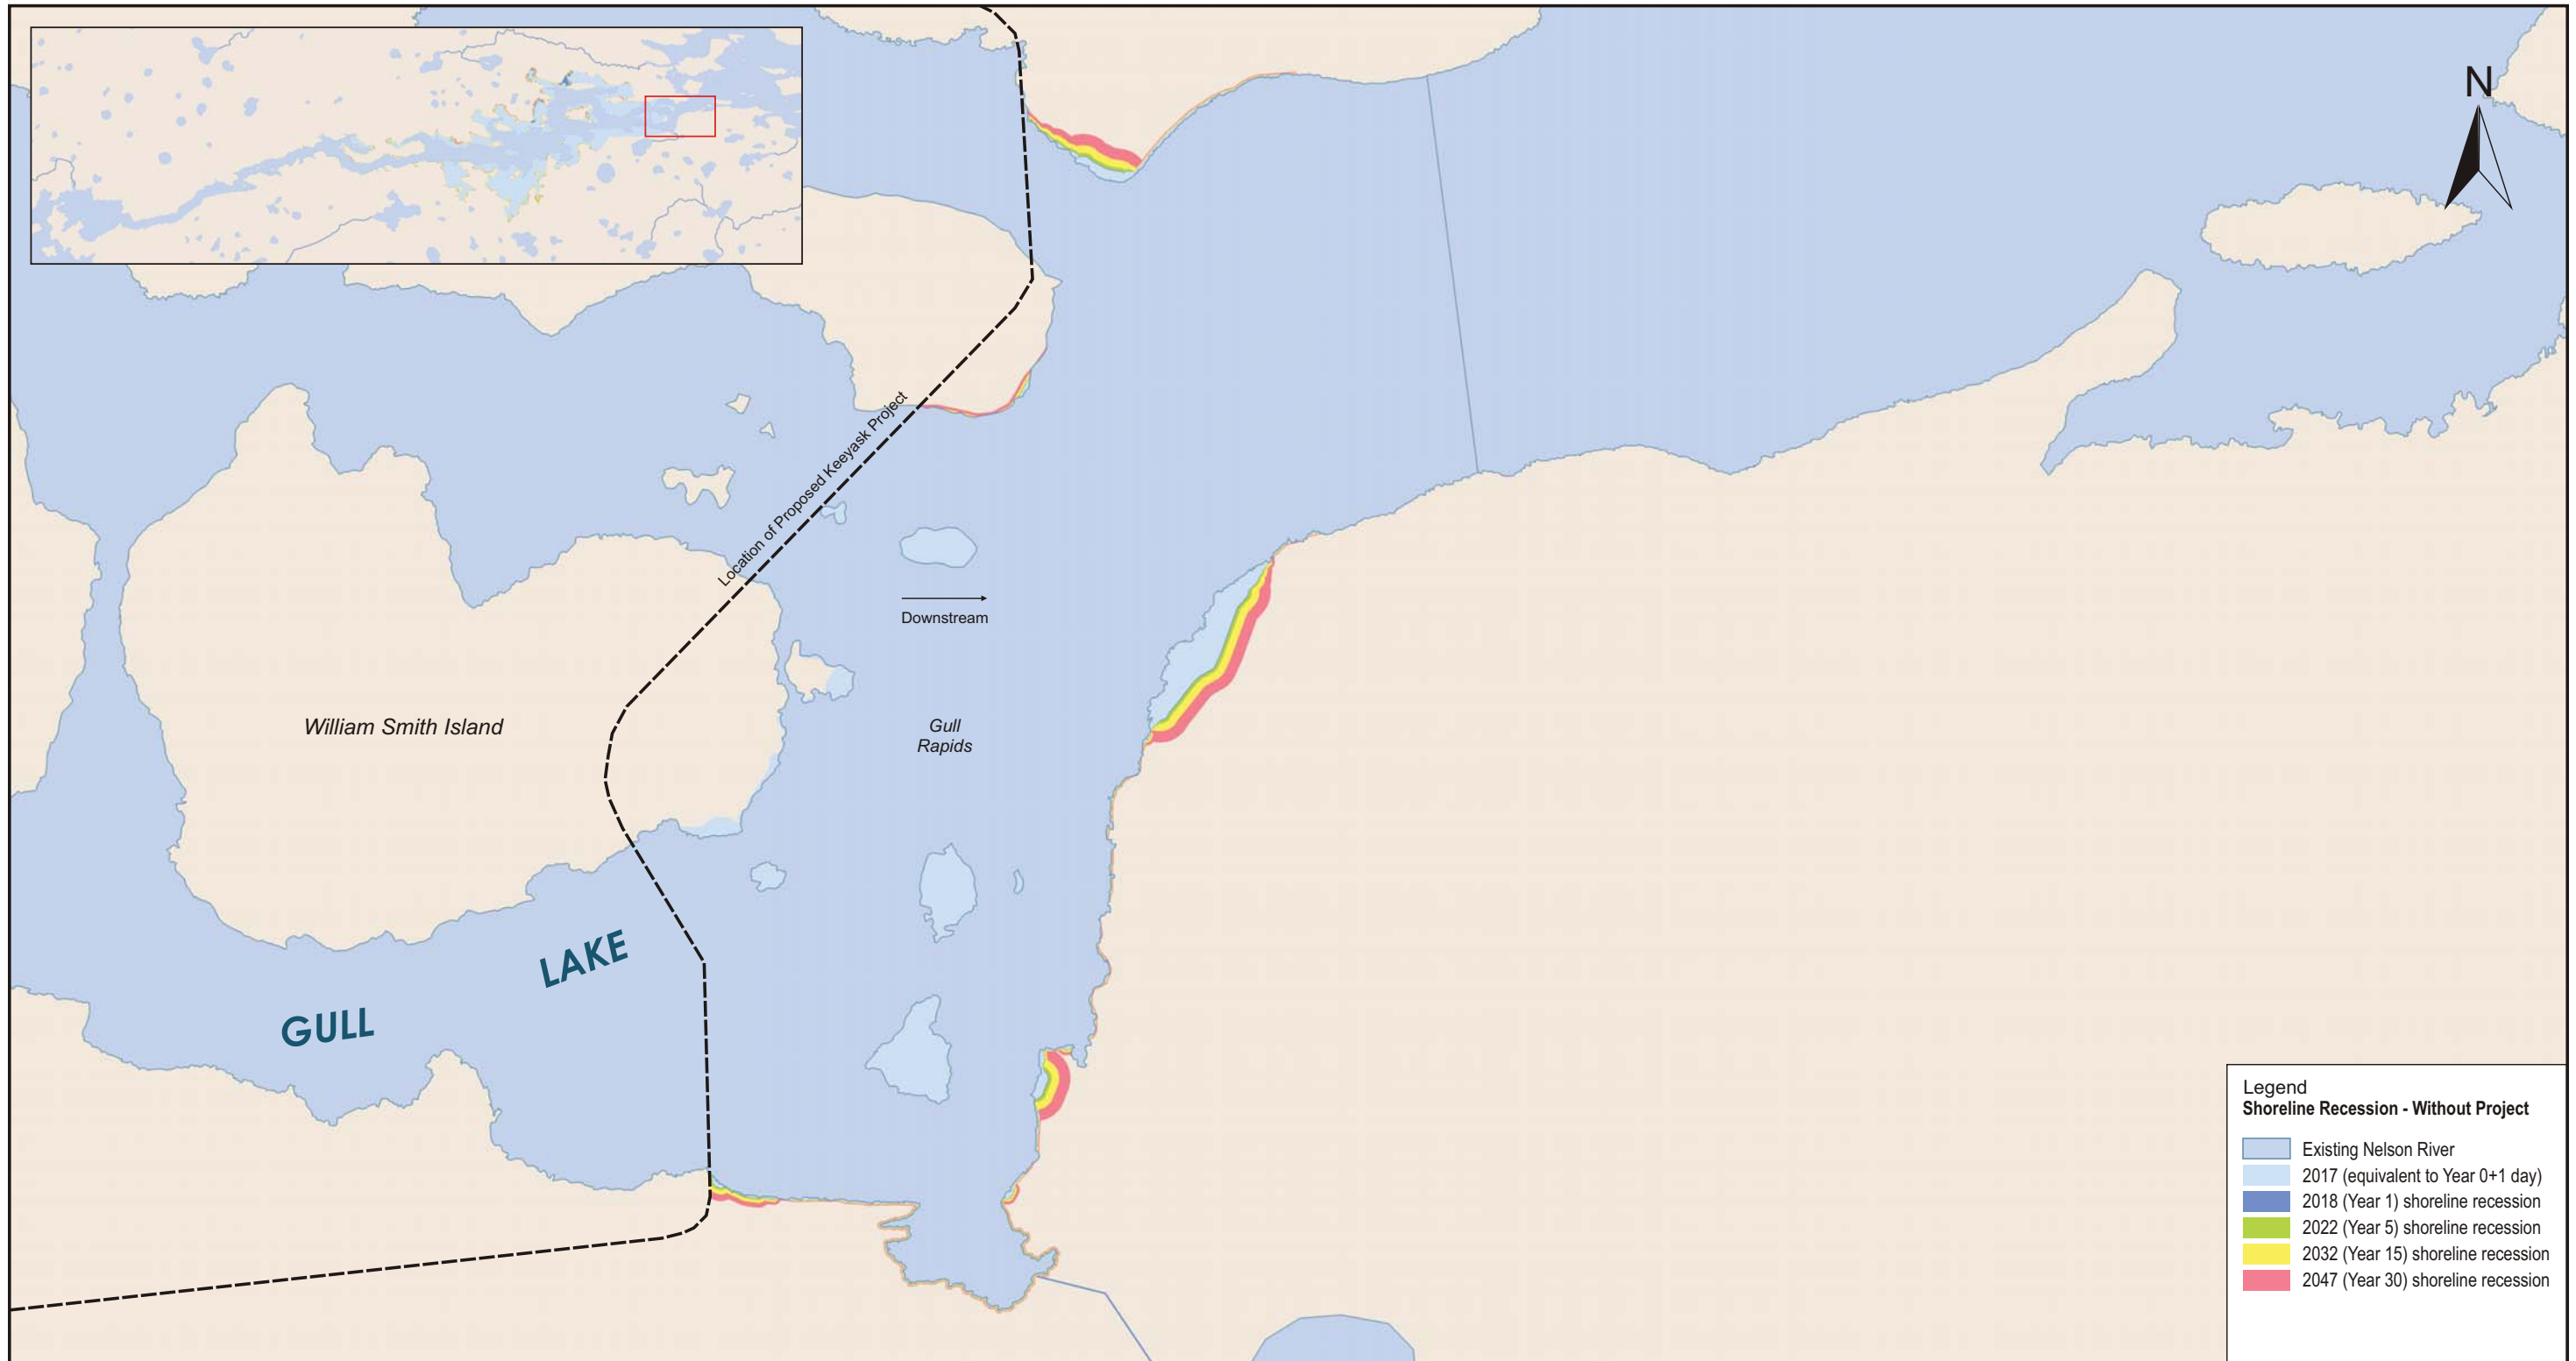 N
Location of Proposed Keeyask Project
Downstream
William Smith Island
Gull
Rapids
LAKE
GULL
Legend
Shoreline Recession - Without Project
Existing Nelson River
2017 (equivalent to Year 0+1 day)
2018 (Year 1) shoreline recession
2022 (Year 5) shoreline recession
2032 (Year 15) shoreline recession
2047 (Year 30) shoreline recession